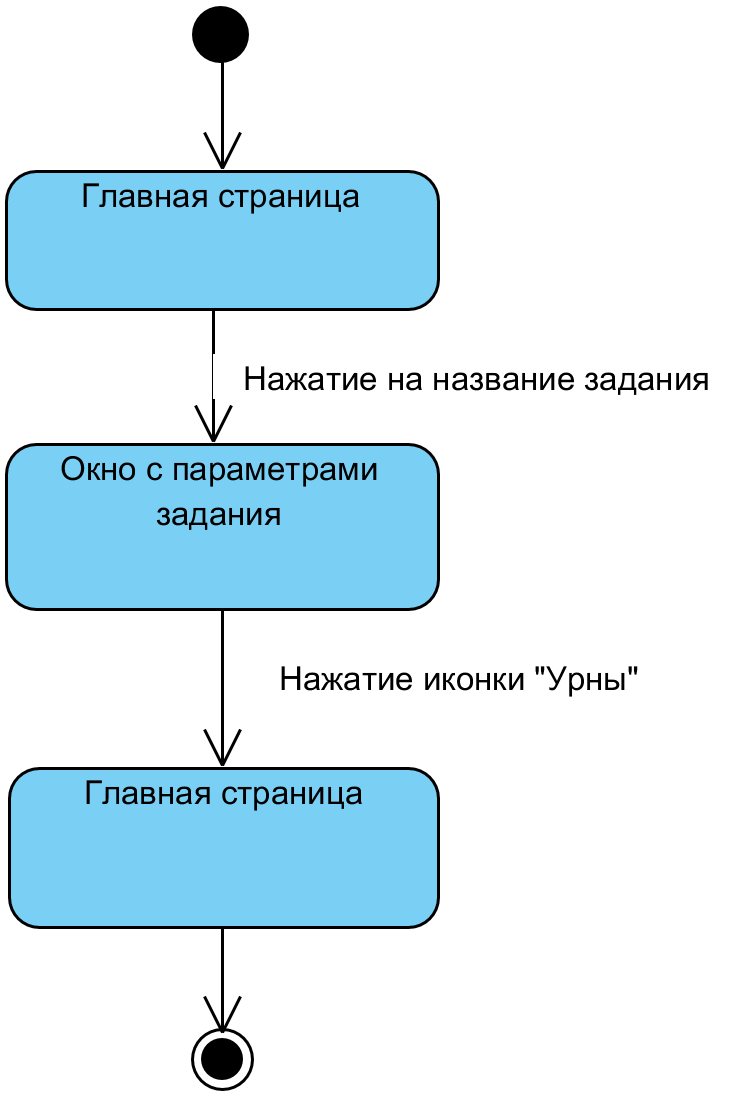 Главная страница
Нажатие на название задания
Окно с параметрами
задания
Нажатие иконки "Урны"
Главная страница